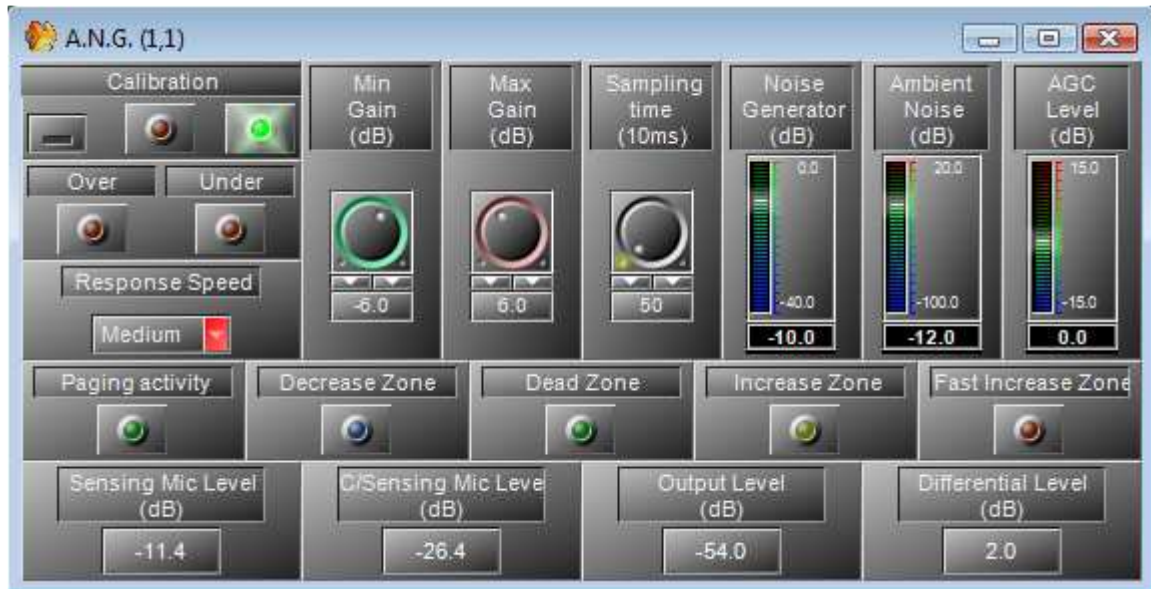 A.N.G. (1,1)
Calibration
Over
Under
Response Speed
Medium
Min
Gain
(dB)
-6.0
Max
Gain
(dB)
6.0
Sampling
time
(10ms)
50
Noise
Generator
(dB)
0.0
-40.0
-10.0
Ambient
Noise
(dB)
20.0
-100.0
-12.0
AGC
Level
(dB)
15.0
-15.0
0.0
Paging activity
Decrease Zone
Dead Zone
Increase Zone
Fast Increase Zone
Sensing Mic Level
(dB)
-11.4
C/Sensing Mic Leve
(dB)
-26.4
Output Level
(dB)
-54.0
Differential Level
(dB)
2.0